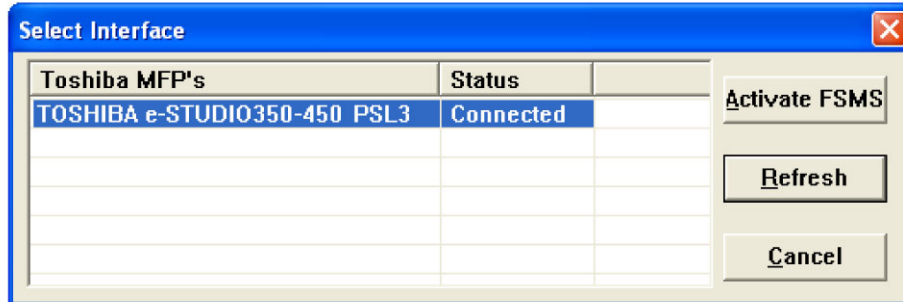 Select Interface
Toshiba MFP's Status
TOSHIBA e-STUDIO350-450 PSL3 Connected
Activate FSMS
Refresh
Cancel